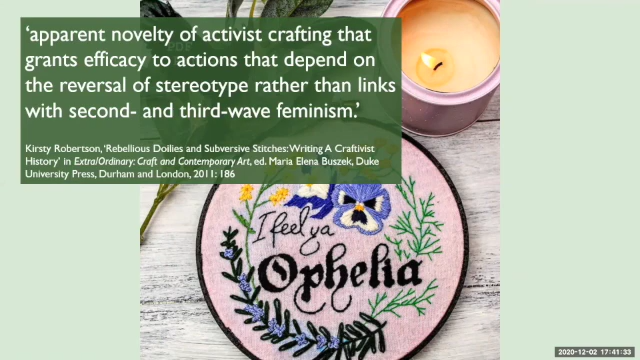 ‘apparent novelty of activist crafting that
grants efficacy to actions that depend on
the reversal of stereotype rather than links
with second- and third-wave feminism.’
Kirsty Robertson, ‘Rebellious Doilies and Subversive Stitches: Writing A Craftivist
History’ in Extra/Ordinary: Craft and Contemporary Art, ed. Maria Elena Buszek, Duke
University Press, Durham and London, 2011: 186
I feel ya
Ophelia
2020-12-02 17:41:33